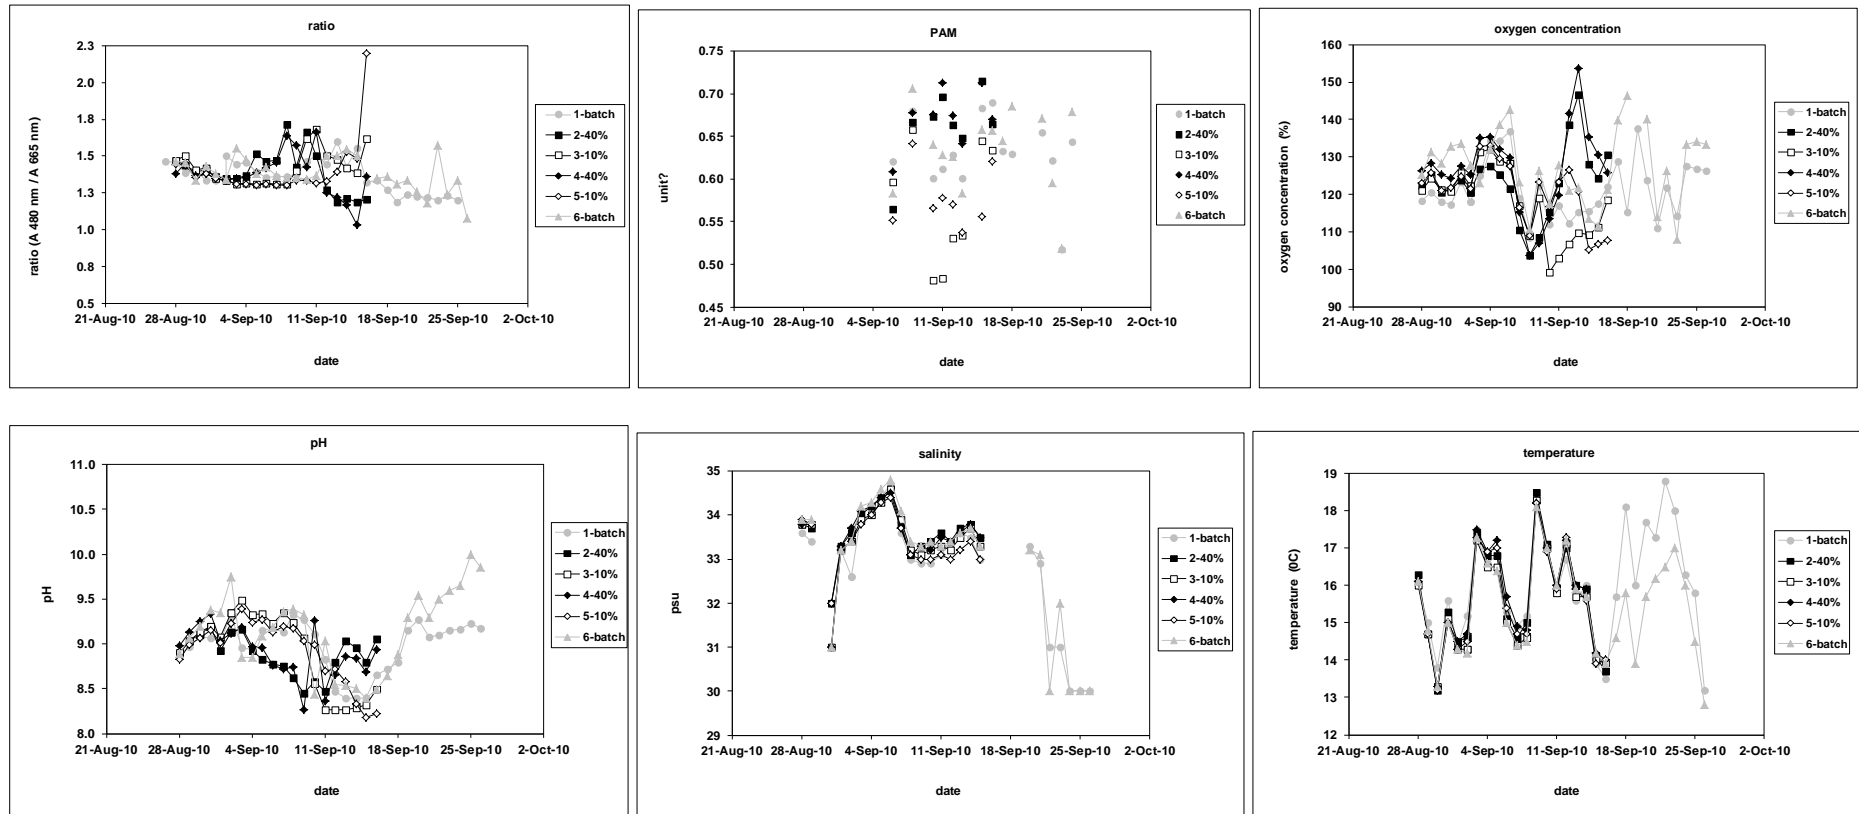 ratio
2.3
2.0
1.8
1.5
1.3
1.0
0.8
0.5
ratio (A 480 nm / A 665 nm)
21-Aug-10 28-Aug-10 4-Sep-10 11-Sep-10 18-Sep-10 25-Sep-10 2-Oct-10
date
1-batch
2-40%
3-10%
4-40%
5-10%
6-batch
PAM
0.75
0.70
0.65
0.60
0.55
0.50
0.45
unit?
21-Aug-10 28-Aug-10 4-Sep-10 11-Sep-10 18-Sep-10 25-Sep-10 2-Oct-10
date
1-batch
2-40%
3-10%
4-40%
5-10%
6-batch
oxygen concentration
160
150
140
130
120
110
100
90
oxygen concentration (%)
21-Aug-10 28-Aug-10 4-Sep-10 11-Sep-10 18-Sep-10 25-Sep-10 2-Oct-10
date
1-batch
2-40%
3-10%
4-40%
5-10%
6-batch
pH
11.0
10.5
10.0
9.5
9.0
8.5
8.0
pH
21-Aug-10 28-Aug-10 4-Sep-10 11-Sep-10 18-Sep-10 25-Sep-10 2-Oct-10
date
1-batch
2-40%
3-10%
4-40%
5-10%
6-batch
salinity
35
34
33
32
31
30
29
psu
21-Aug-10 28-Aug-10 4-Sep-10 11-Sep-10 18-Sep-10 25-Sep-10 2-Oct-10
date
1-batch
2-40%
3-10%
4-40%
5-10%
6-batch
temperature
19
18
17
16
15
14
13
12
temperature (0C)
21-Aug-10 28-Aug-10 4-Sep-10 11-Sep-10 18-Sep-10 25-Sep-10 2-Oct-10
date
1-batch
2-40%
3-10%
4-40%
5-10%
6-batch